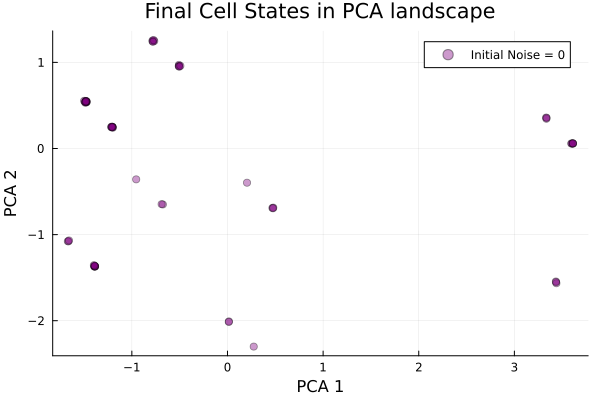 Final Cell States in PCA landscape
Initial Noise = 0
PCA 2
1
0
−1
−2
−1
0
1
2
3
PCA 1